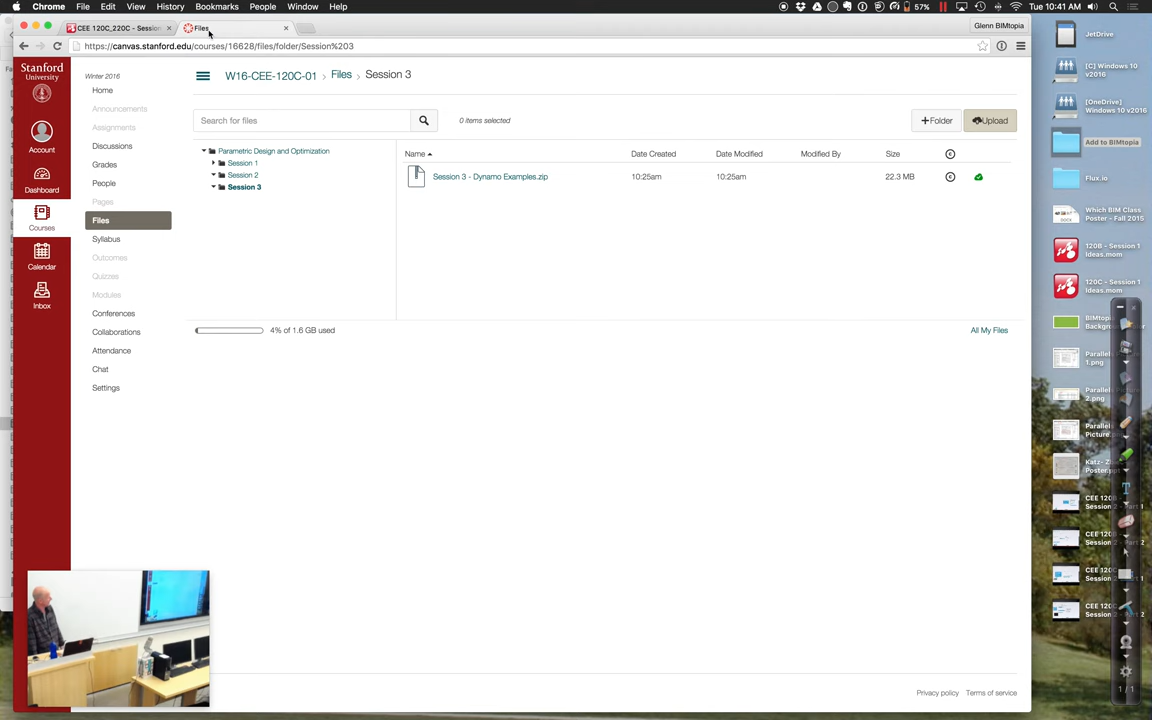 Chrome File Edit View History Bookmarks People Window Help
57% Tue 10:41 AM
CEE 120C_220C - Session
Files
Glenn BIMtopia
https://canvas.stanford.edu/courses/16628/files/folder/Session%203
Stanford University
Account
Dashboard
Courses
Calendar
Inbox
Winter 2016
Home
Announcements
Assignments
Discussions
Grades
People
Pages
Files
Syllabus
Outcomes
Quizzes
Modules
Conferences
Collaborations
Attendance
Chat
Settings
W16-CEE-120C-01 › Files › Session 3
Search for files
0 items selected
+Folder
Upload
Parametric Design and Optimization
Session 1
Session 2
Session 3
Name Date Created Date Modified Modified By Size
Session 3 - Dynamo Examples.zip 10:25am 10:25am 22.3 MB
4% of 1.6 GB used
All My Files
Privacy policy Terms of service
JetDrive
[C] Windows 10
v2016
[OneDrive]
Windows 10 v2016
Add to BIMtopia
Flux.io
Which BIM Class
Poster - Fall 2015
120B - Session 1
Ideas.mom
120C - Session 1
Ideas.mom
1 / 1